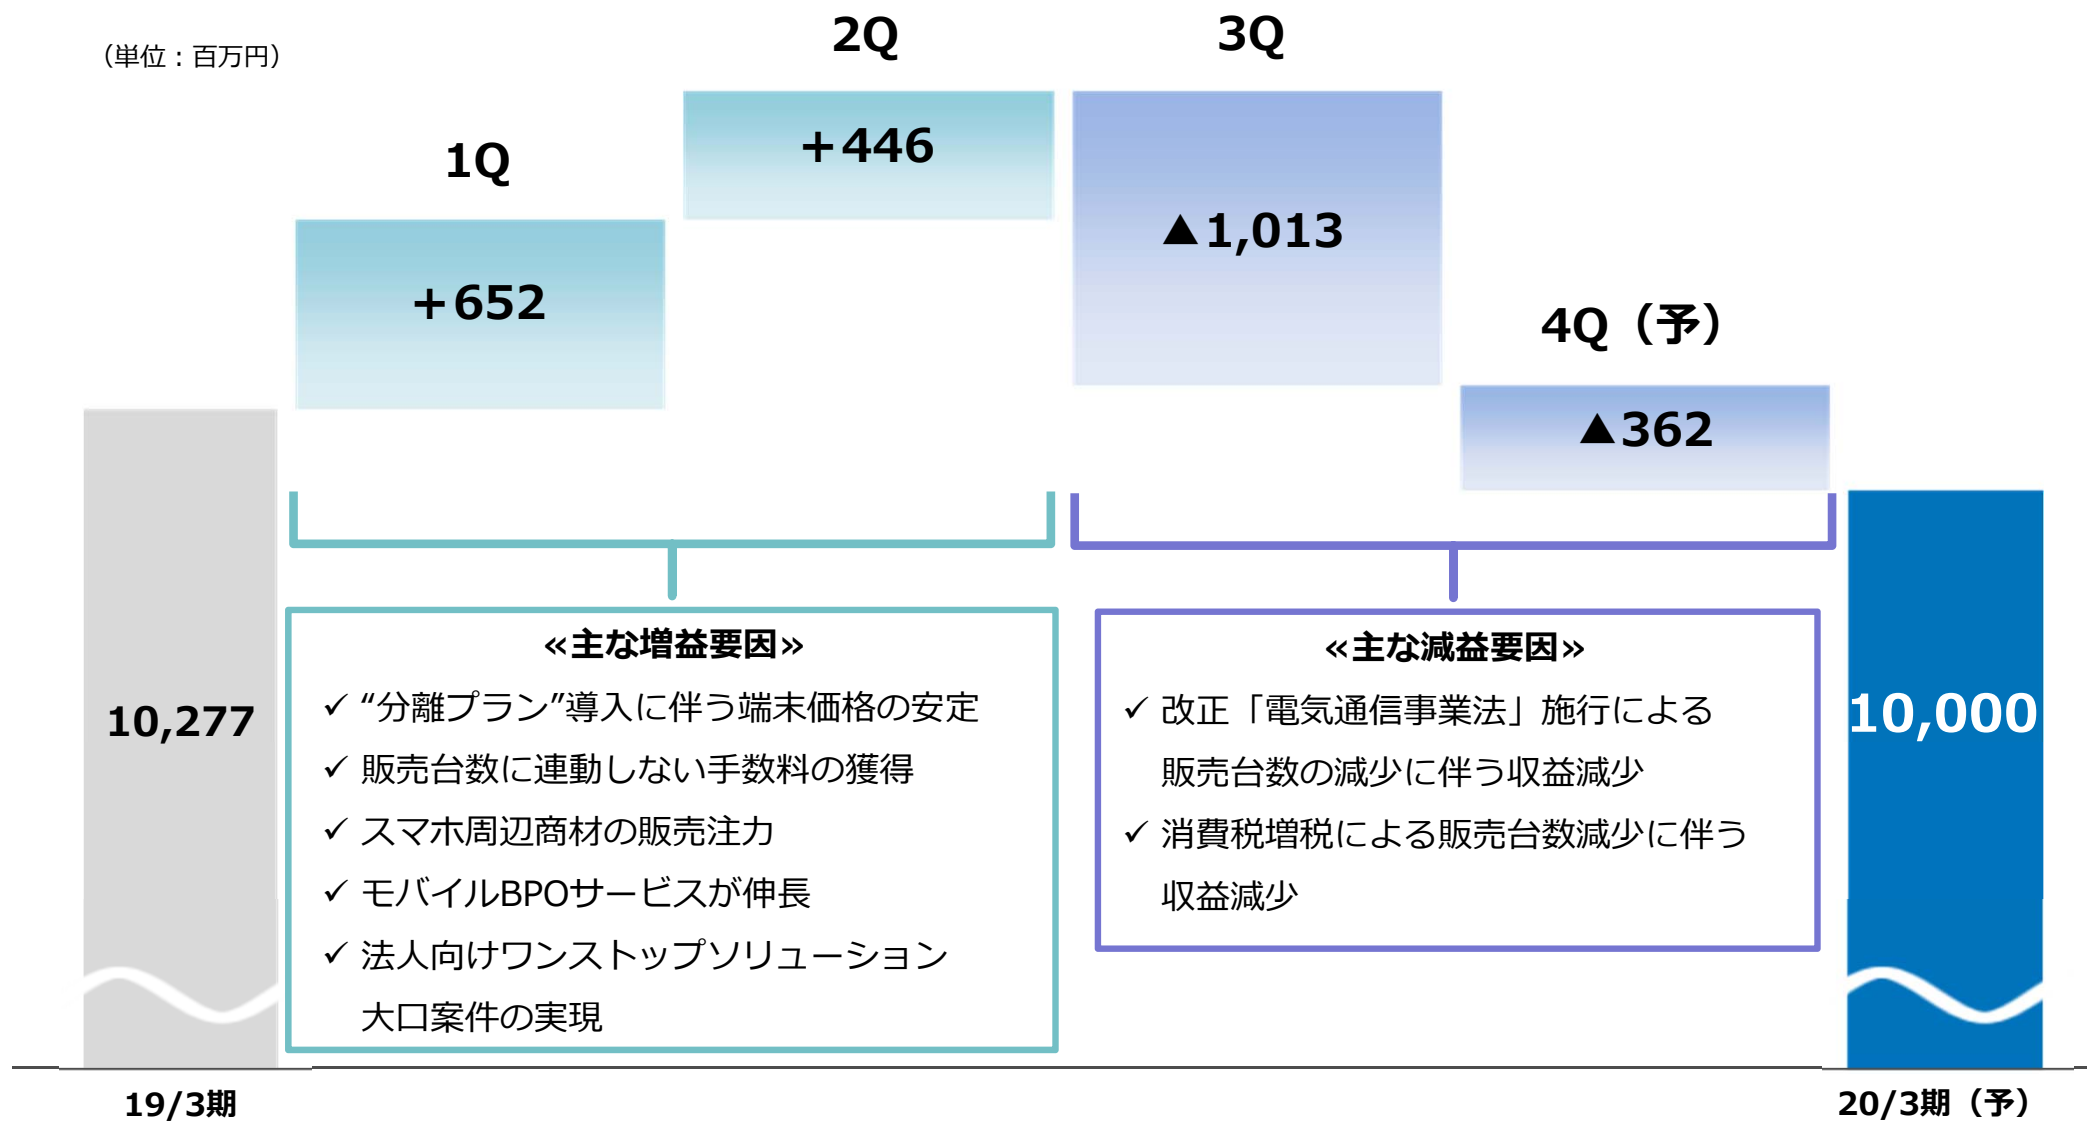 （単位：百万円）
1Q
2Q
3Q
4Q（予）
＋652
＋446
▲1,013
▲362
10,277
10,000
«主な増益要因»
✓ “分離プラン”導入に伴う端末価格の安定
✓ 販売台数に連動しない手数料の獲得
✓ スマホ周辺商材の販売注力
✓ モバイルBPOサービスが伸長
✓ 法人向けワンストップソリューション
大口案件の実現
«主な減益要因»
✓ 改正「電気通信事業法」施行による
販売台数の減少に伴う収益減少
✓ 消費税増税による販売台数減少に伴う
収益減少
19/3期
20/3期（予）